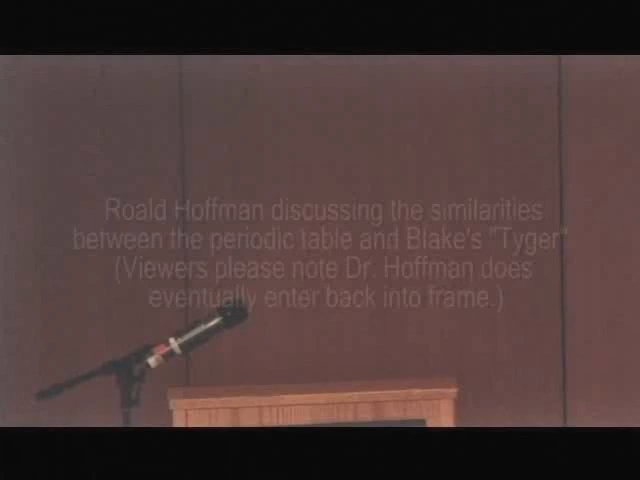 Roald Hoffman discussing the similarities
between the periodic table and Blake's "Tyger"
(Viewers please note Dr. Hoffman does
eventually enter back into frame.)